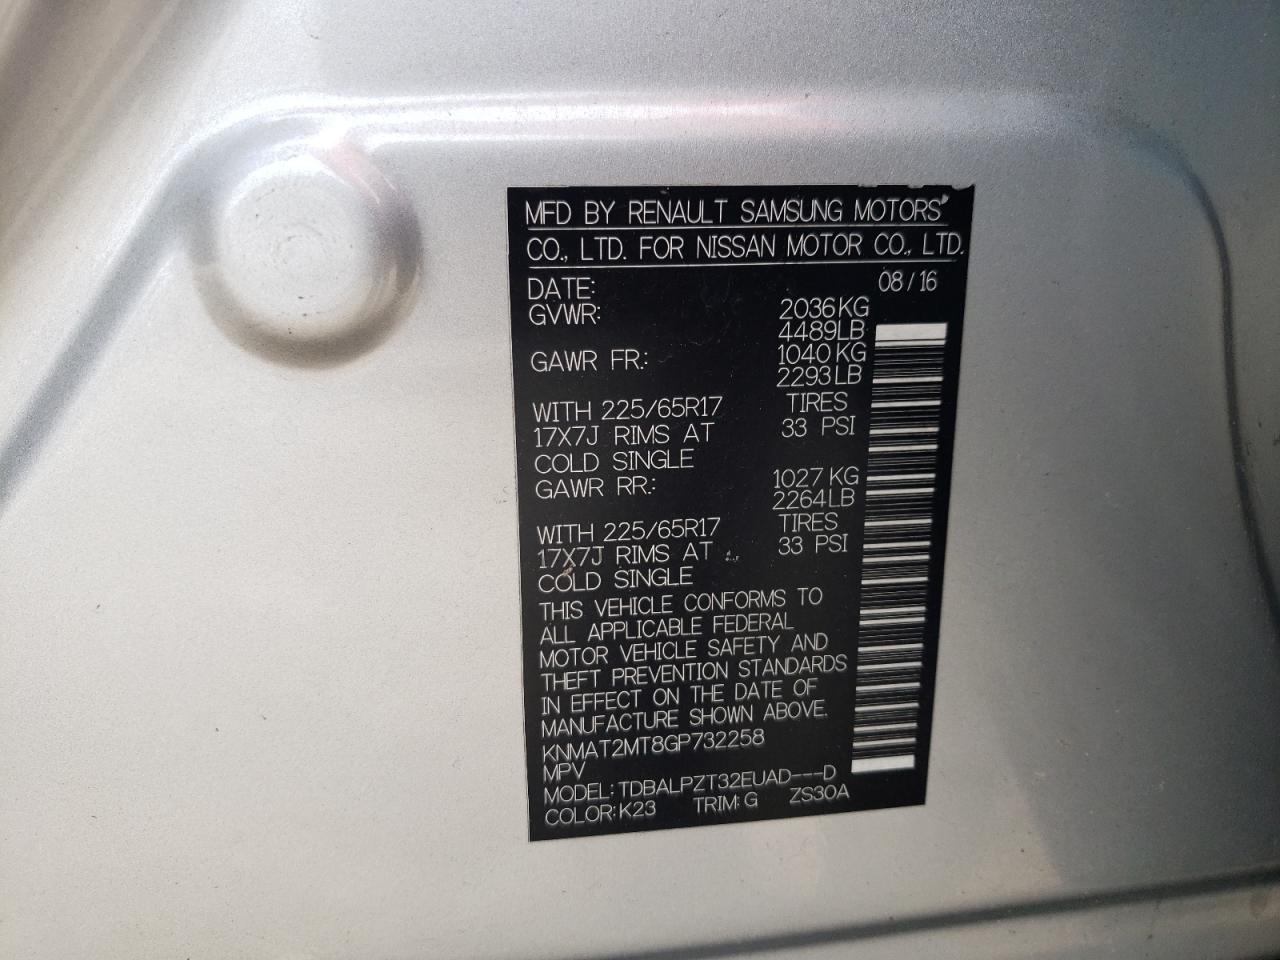 MFD BY RENAULT SAMSUNG MOTORS
CO., LTD. FOR NISSAN MOTOR CO., LTD.
DATE: 08/16
GVWR: 2036KG
4489LB
GAWR FR.: 1040KG
2293LB
WITH 225/65R17 TIRES
17X7J RIMS AT 33 PSI
COLD SINGLE
GAWR RR.: 1027KG
2264LB
WITH 225/65R17 TIRES
17X7J RIMS AT 33 PSI
COLD SINGLE
THIS VEHICLE CONFORMS TO
ALL APPLICABLE FEDERAL
MOTOR VEHICLE SAFETY AND
THEFT PREVENTION STANDARDS
IN EFFECT ON THE DATE OF
MANUFACTURE SHOWN ABOVE.
KNMAT2MT8GP732258
MPV
MODEL: TDBALPZT32EUAD---D
COLOR: K23 TRIM: G ZS30A